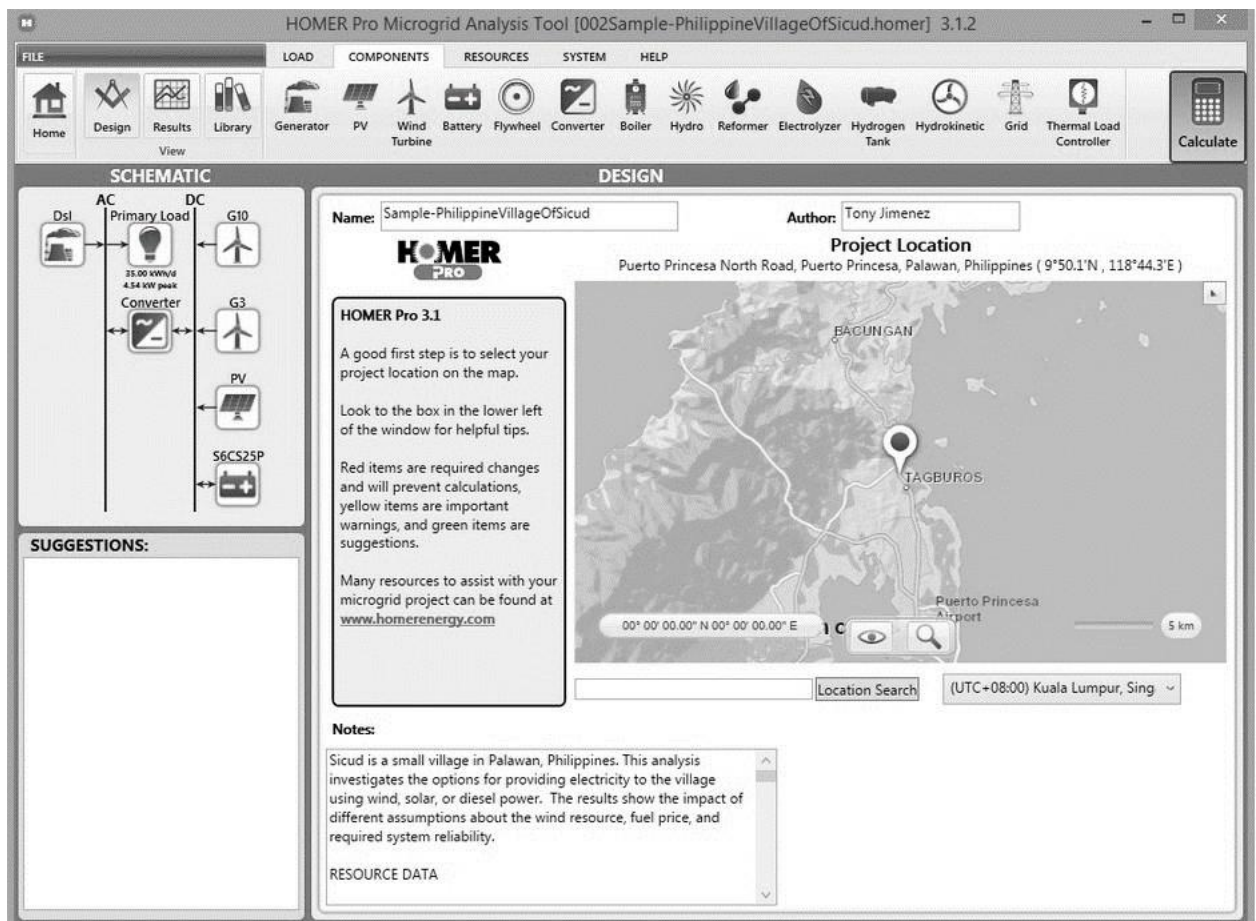 HOMER Pro Microgrid Analysis Tool [002Sample-PhilippineVillageOfSicud.homer] 3.1.2
FILE
LOAD COMPONENTS RESOURCES SYSTEM HELP
Home
Design Results Library
View
Generator PV Wind Turbine Battery Flywheel Converter Boiler Hydro Reformer Electrolyzer Hydrogen Tank Hydrokinetic Grid Thermal Load Controller
Calculate
SCHEMATIC
AC DC
Dsl Primary Load G10
35.00 kWh/d
4.54 kW peak
Converter G3
PV
S6CS25P
SUGGESTIONS:
DESIGN
Name: Sample-PhilippineVillageOfSicud Author: Tony Jimenez
HOMER
PRO
Project Location
Puerto Princesa North Road, Puerto Princesa, Palawan, Philippines ( 9°50.1'N , 118°44.3'E )
HOMER Pro 3.1
A good first step is to select your
project location on the map.
Look to the box in the lower left
of the window for helpful tips.
Red items are required changes
and will prevent calculations,
yellow items are important
warnings, and green items are
suggestions.
Many resources to assist with your
microgrid project can be found at
www.homerenergy.com
BACUNGAN
TAGBUROS
Puerto Princesa
Airport
00° 00' 00.00" N 00° 00' 00.00" E
5 km
Location Search
(UTC+08:00) Kuala Lumpur, Sing
Notes:
Sicud is a small village in Palawan, Philippines. This analysis
investigates the options for providing electricity to the village
using wind, solar, or diesel power. The results show the impact of
different assumptions about the wind resource, fuel price, and
required system reliability.
RESOURCE DATA